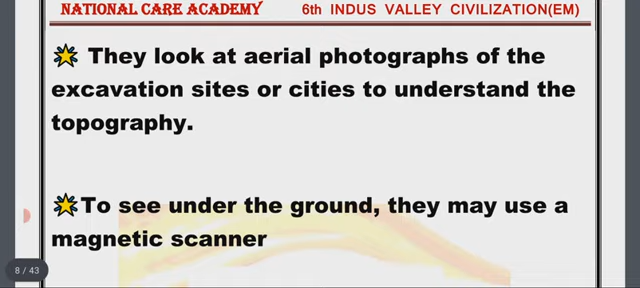 NATIONAL CARE ACADEMY 6th INDUS VALLEY CIVILIZATION(EM)
They look at aerial photographs of the
excavation sites or cities to understand the
topography.
To see under the ground, they may use a
magnetic scanner
8 / 43